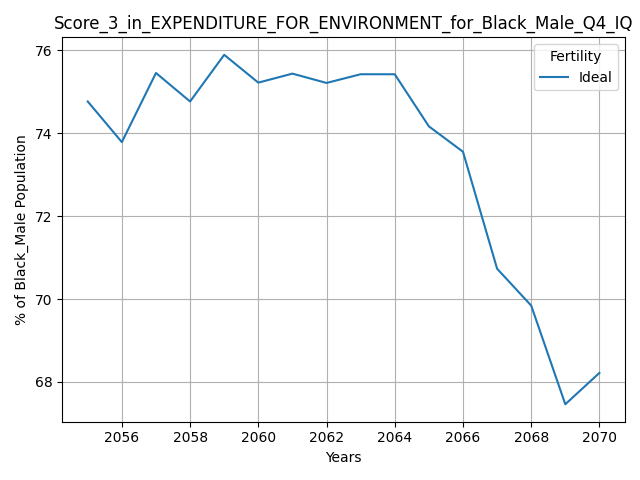 Score_3_in_EXPENDITURE_FOR_ENVIRONMENT_for_Black_Male_Q4_IQ
Fertility
Ideal
76
74
72
70
68
% of Black_Male Population
2056 2058 2060 2062 2064 2066 2068 2070
Years